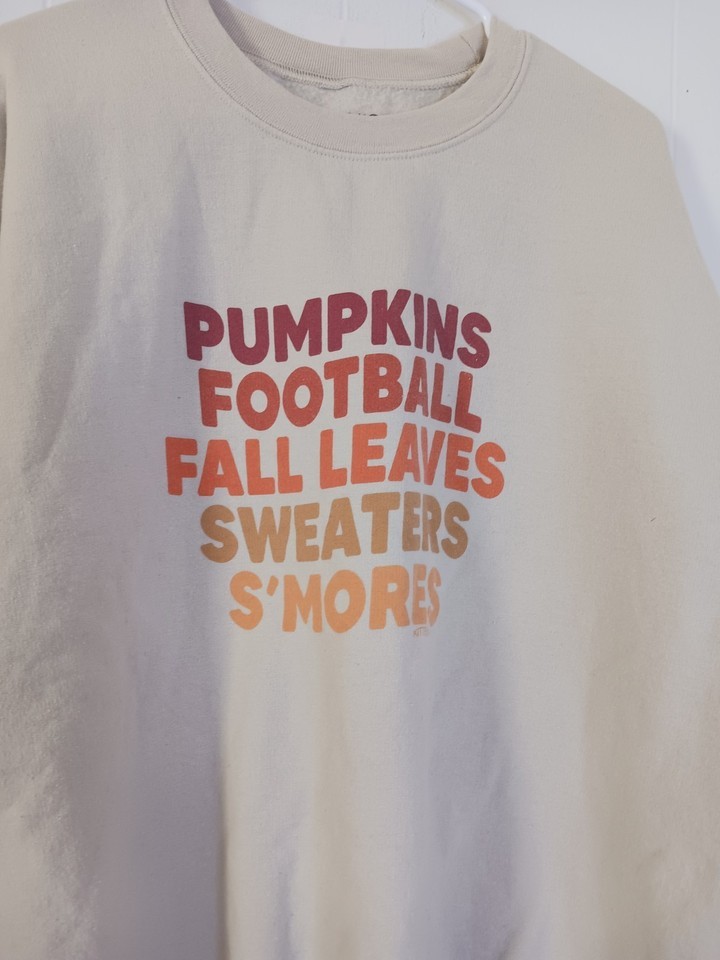 PUMPKINS
FOOTBALL
FALL LEAVES
SWEATERS
S'MORES